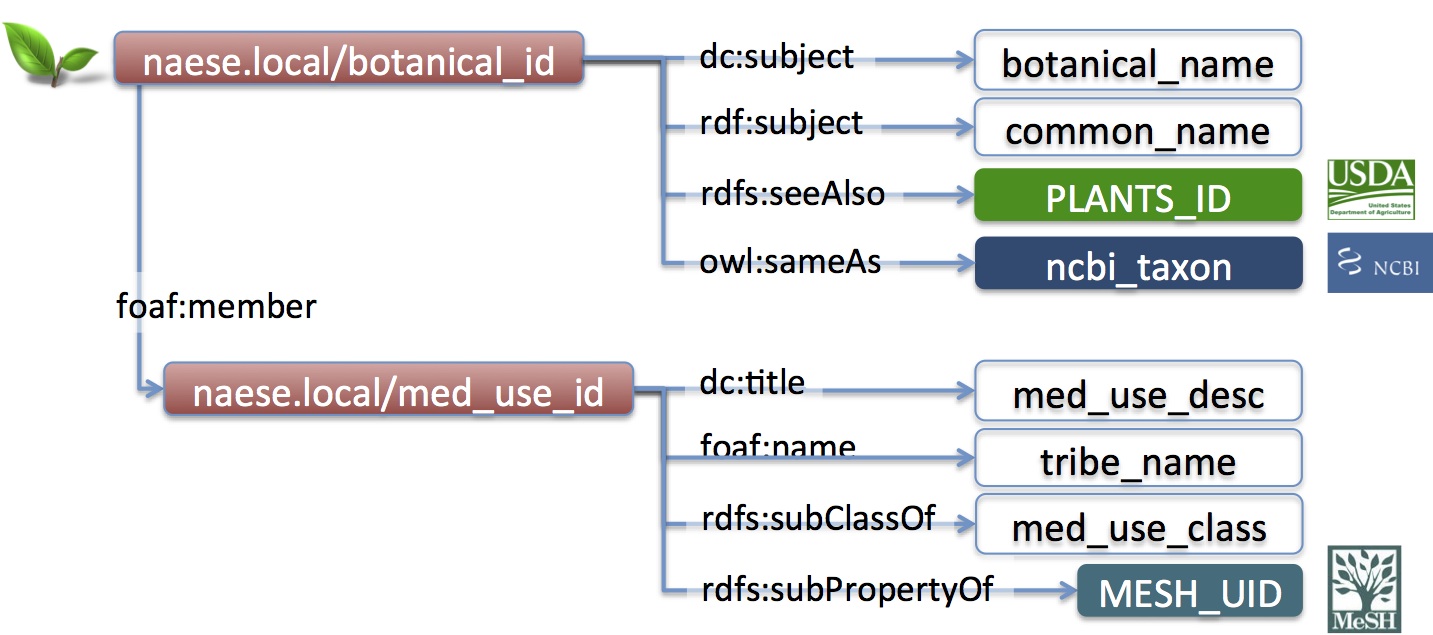 naese.local/botanical_id
dc:subject
botanical_name
rdf:subject
common_name
rdfs:seeAlso
PLANTS_ID
USDA
United States
Department of Agriculture
owl:sameAs
ncbi_taxon
NCBI
foaf:member
naese.local/med_use_id
dc:title
med_use_desc
foaf:name
tribe_name
rdfs:subClassOf
med_use_class
rdfs:subPropertyOf
MESH_UID
MeSH